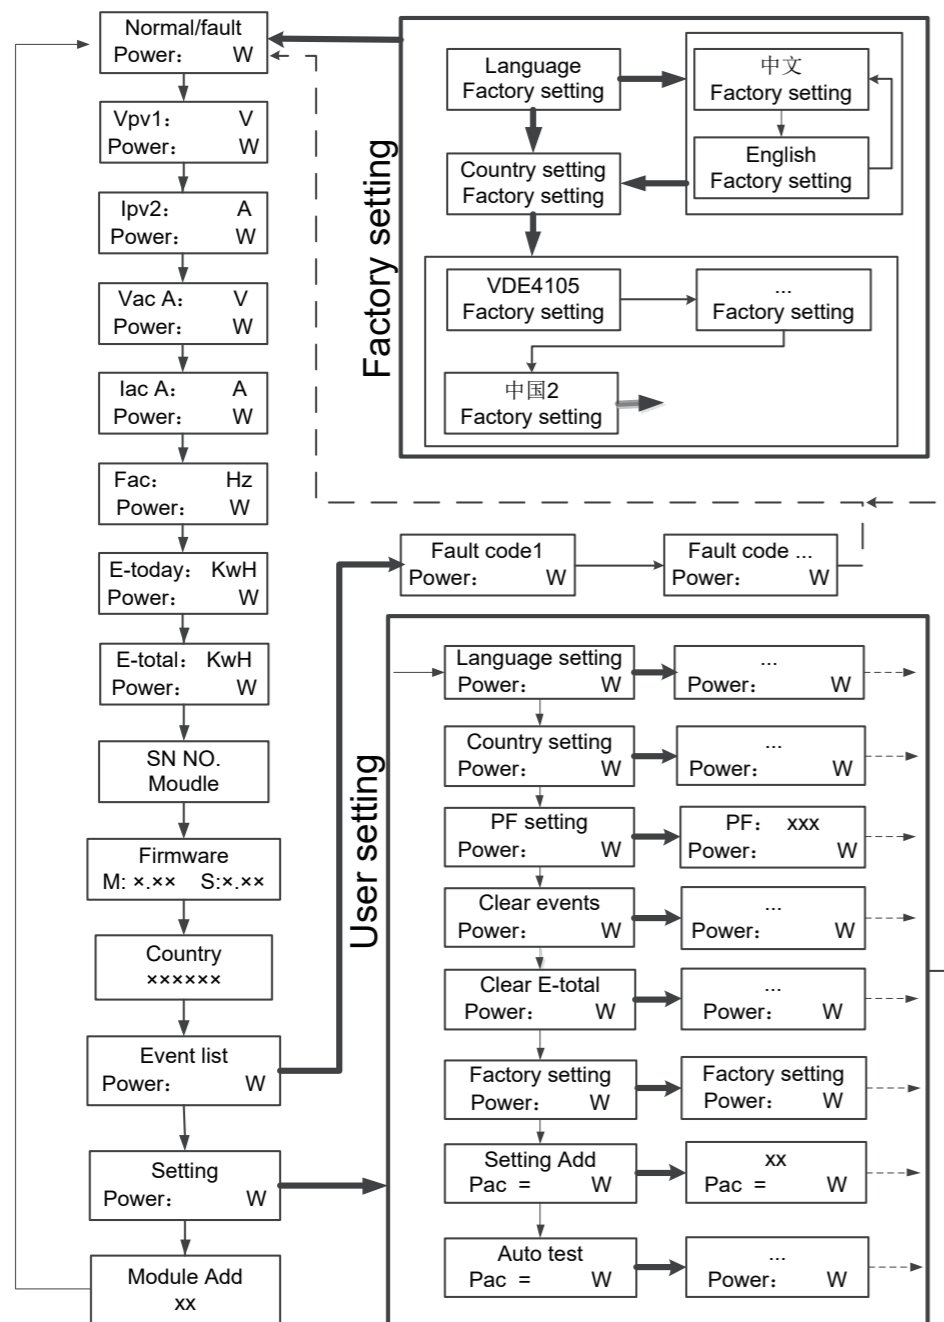 Normal/fault
Power： W
Vpv1： V
Power： W
Ipv2： A
Power： W
Vac A： V
Power： W
Iac A： A
Power： W
Fac： Hz
Power： W
E-today： KwH
Power： W
E-total： KwH
Power： W
SN NO.
Moudle
Firmware
M: ×.×× S:×.××
Country
××××××
Event list
Power： W
Setting
Power： W
Module Add
xx
Factory setting
Language
Factory setting
中文
Factory setting
English
Factory setting
Country setting
Factory setting
VDE4105
Factory setting
...
Factory setting
中国2
Factory setting
Fault code1
Power： W
Fault code ...
Power： W
User setting
Language setting
Power： W
...
Power： W
Country setting
Power： W
...
Power： W
PF setting
Power： W
PF： xxx
Power： W
Clear events
Power： W
...
Power： W
Clear E-total
Power： W
...
Power： W
Factory setting
Power： W
Factory setting
Power： W
Setting Add
Pac = W
xx
Pac = W
Auto test
Pac = W
...
Power： W